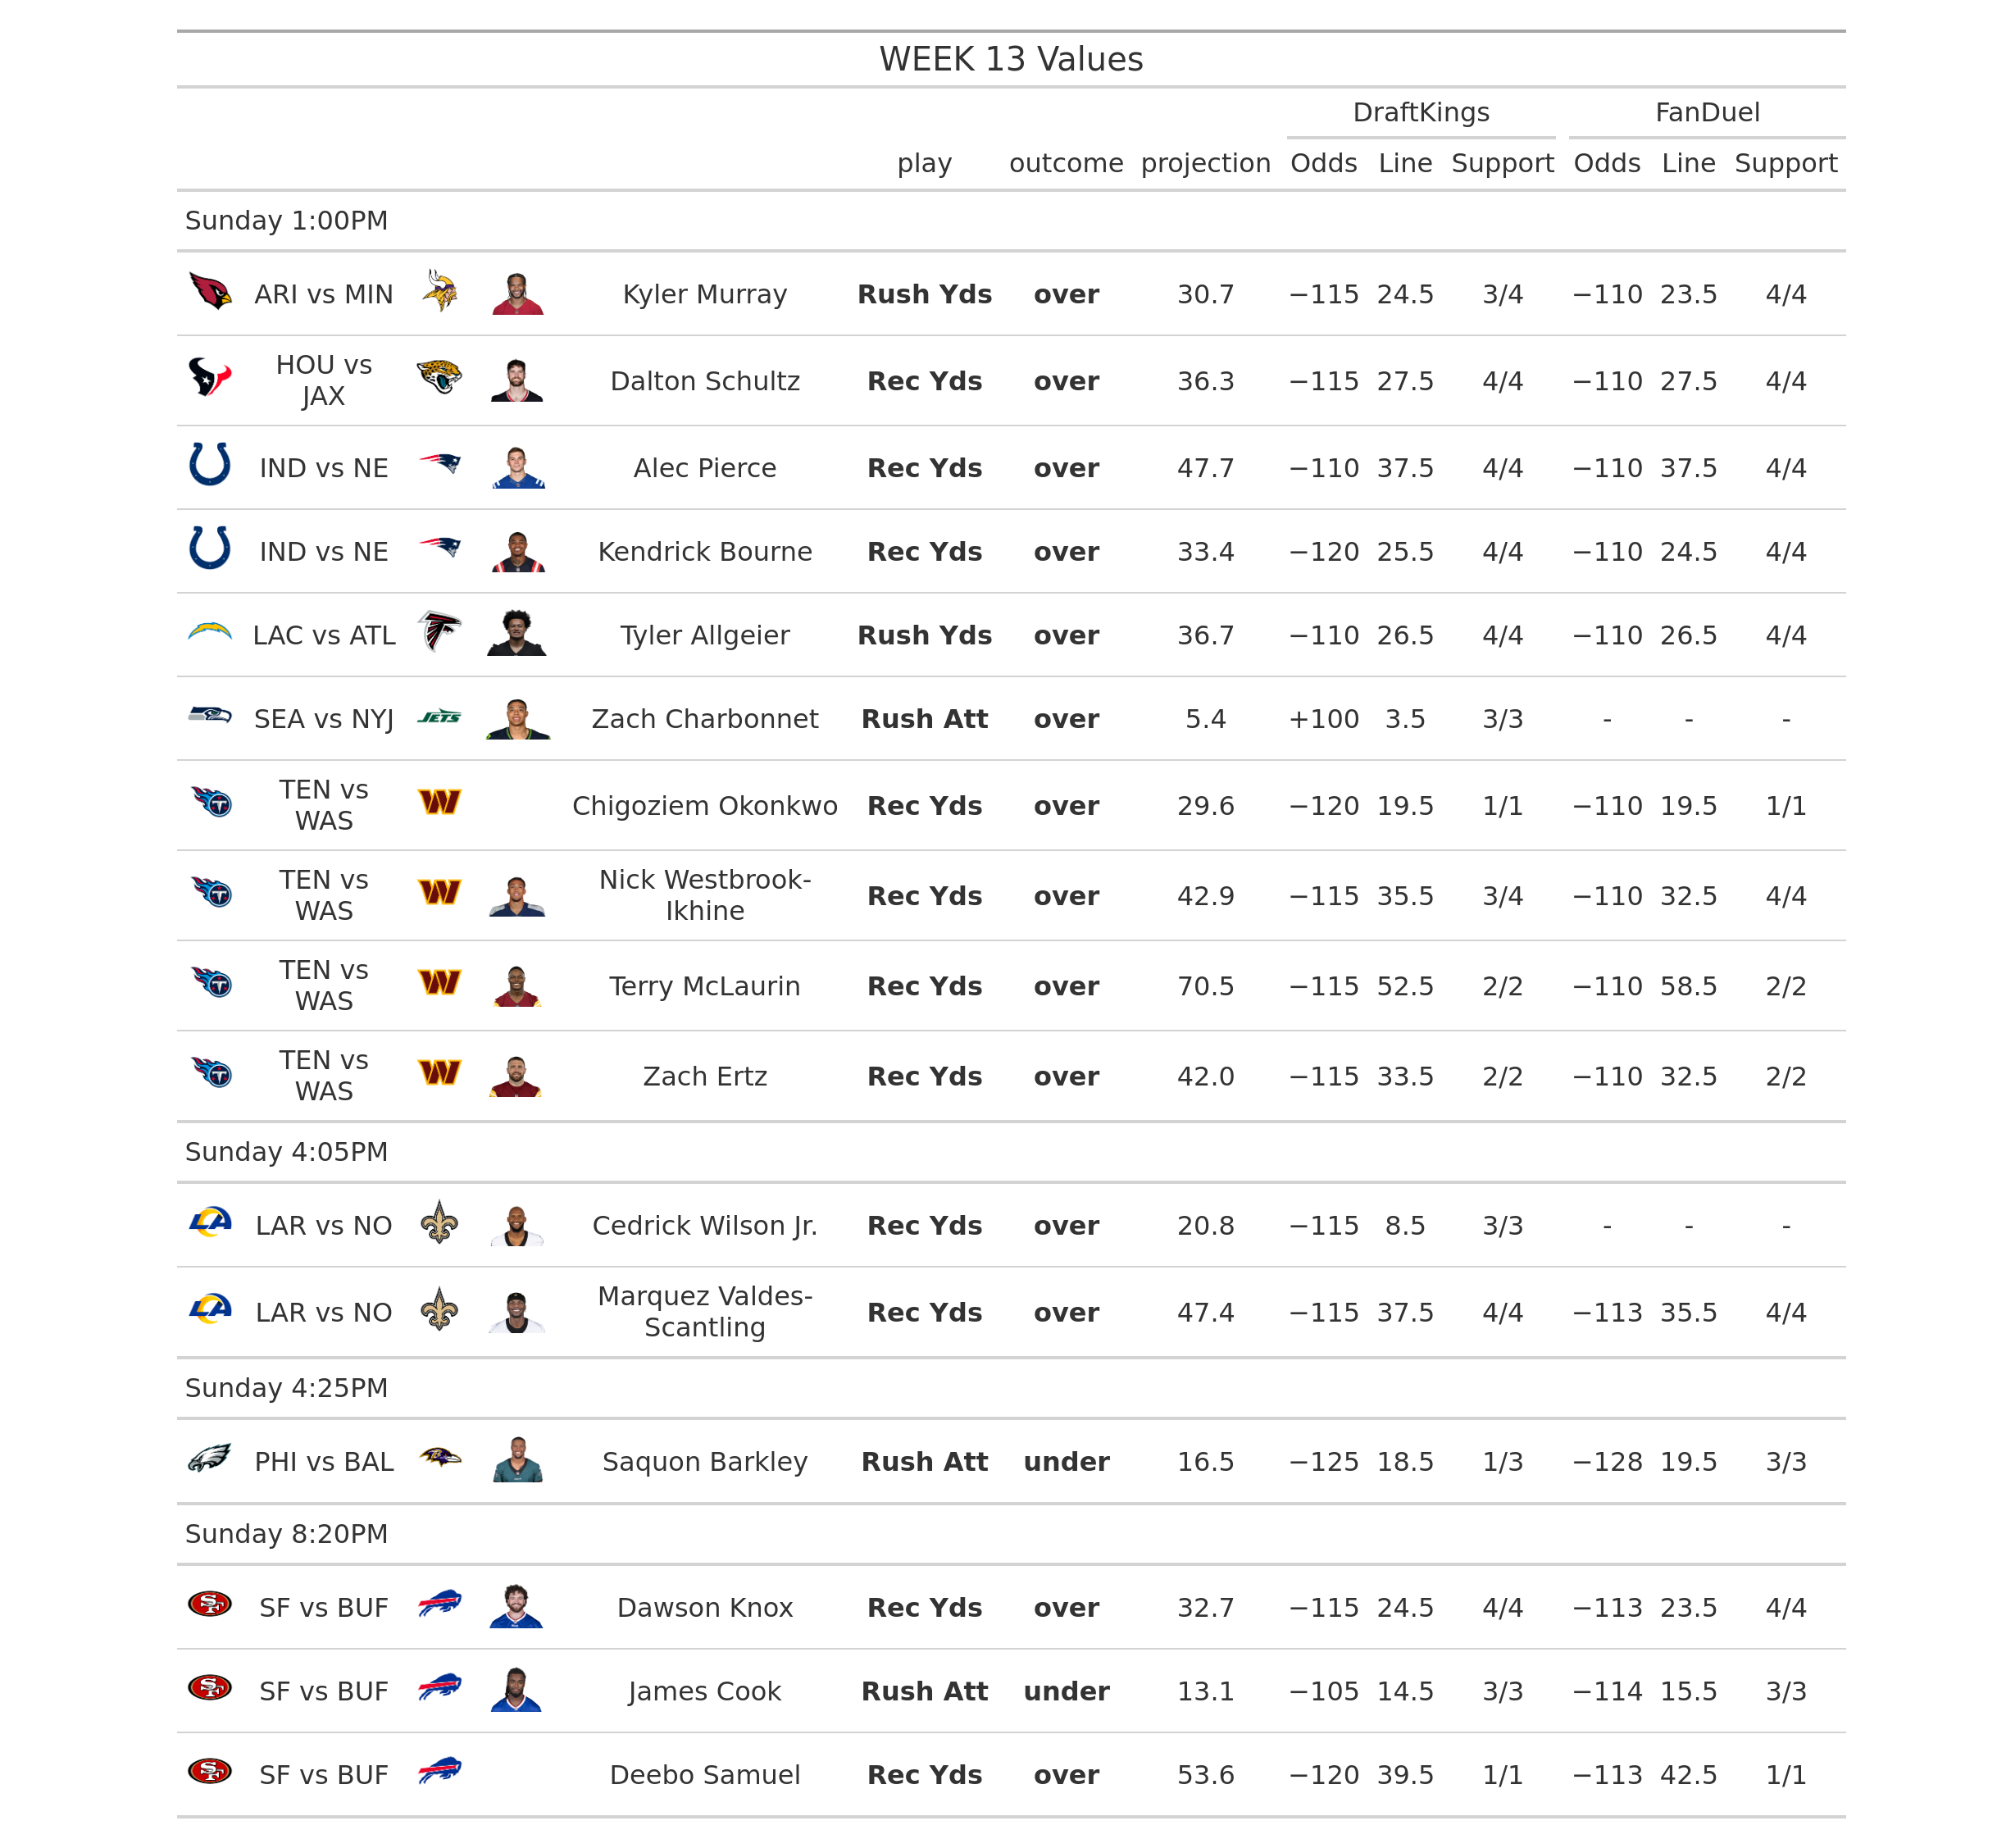 WEEK 13 Values
DraftKings FanDuel
play outcome projection Odds Line Support Odds Line Support
Sunday 1:00PM
ARI vs MIN Kyler Murray Rush Yds over 30.7 −115 24.5 3/4 −110 23.5 4/4
HOU vs
JAX Dalton Schultz Rec Yds over 36.3 −115 27.5 4/4 −110 27.5 4/4
IND vs NE Alec Pierce Rec Yds over 47.7 −110 37.5 4/4 −110 37.5 4/4
IND vs NE Kendrick Bourne Rec Yds over 33.4 −120 25.5 4/4 −110 24.5 4/4
LAC vs ATL Tyler Allgeier Rush Yds over 36.7 −110 26.5 4/4 −110 26.5 4/4
SEA vs NYJ JETS Zach Charbonnet Rush Att over 5.4 +100 3.5 3/3 - - -
TEN vs
WAS Chigoziem Okonkwo Rec Yds over 29.6 −120 19.5 1/1 −110 19.5 1/1
TEN vs
WAS Nick Westbrook-
Ikhine Rec Yds over 42.9 −115 35.5 3/4 −110 32.5 4/4
TEN vs
WAS Terry McLaurin Rec Yds over 70.5 −115 52.5 2/2 −110 58.5 2/2
TEN vs
WAS Zach Ertz Rec Yds over 42.0 −115 33.5 2/2 −110 32.5 2/2
Sunday 4:05PM
LAR vs NO Cedrick Wilson Jr. Rec Yds over 20.8 −115 8.5 3/3 - - -
LAR vs NO Marquez Valdes-
Scantling Rec Yds over 47.4 −115 37.5 4/4 −113 35.5 4/4
Sunday 4:25PM
PHI vs BAL Saquon Barkley Rush Att under 16.5 −125 18.5 1/3 −128 19.5 3/3
Sunday 8:20PM
SF vs BUF Dawson Knox Rec Yds over 32.7 −115 24.5 4/4 −113 23.5 4/4
SF vs BUF James Cook Rush Att under 13.1 −105 14.5 3/3 −114 15.5 3/3
SF vs BUF Deebo Samuel Rec Yds over 53.6 −120 39.5 1/1 −113 42.5 1/1